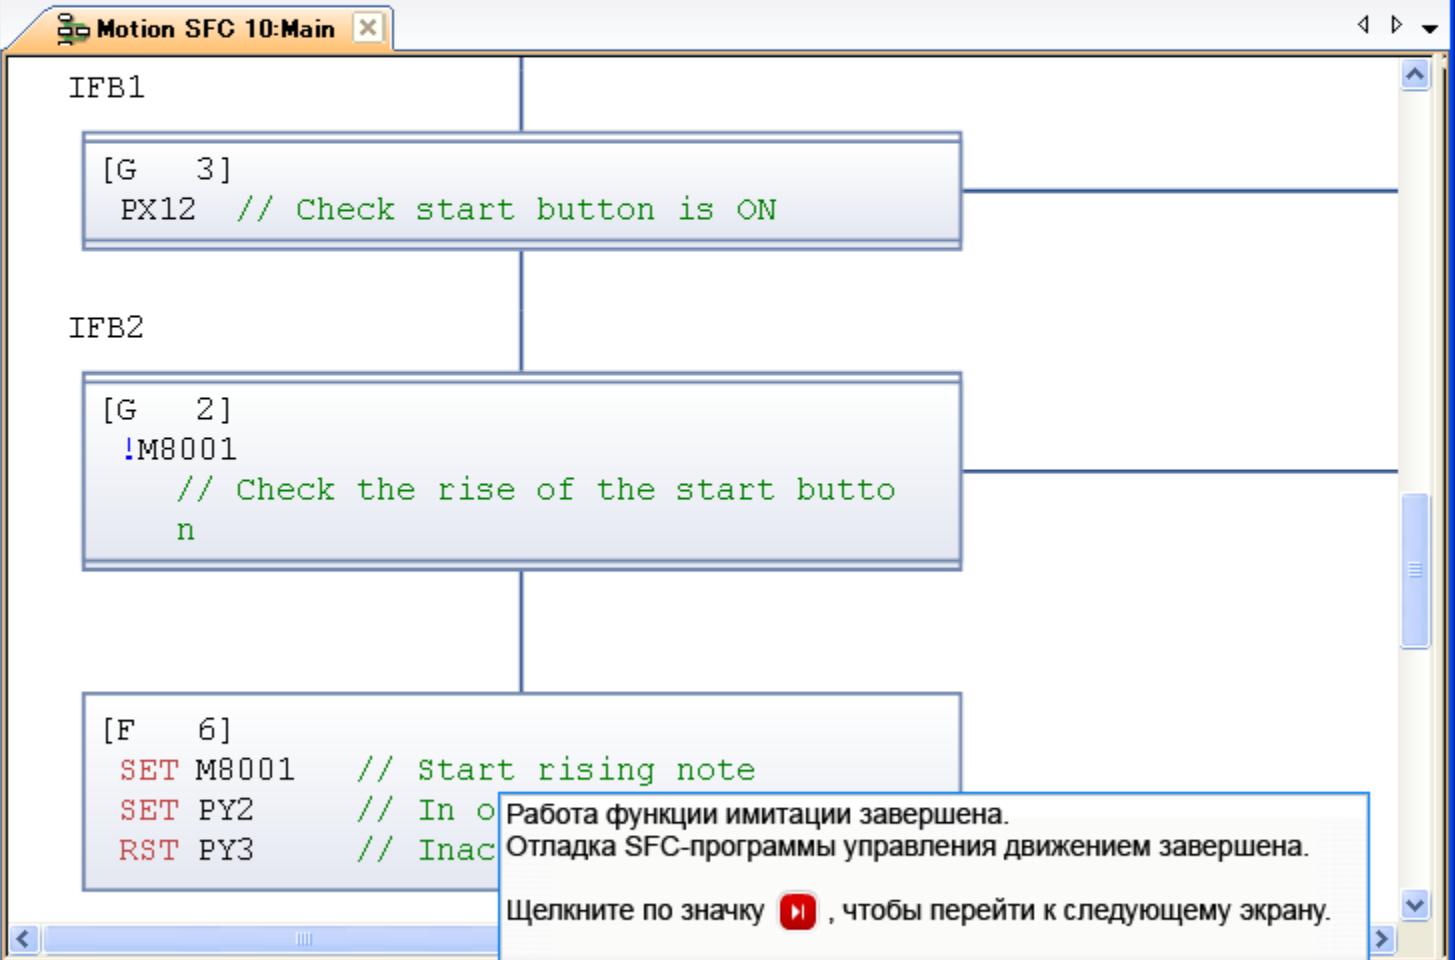 Motion SFC 10:Main
IFB1
[G 3]
PX12 // Check start button is ON
IFB2
[G 2]
!M8001
// Check the rise of the start butto
n
[F 6]
SET M8001 // Start rising note
SET PY2 // In o
RST PY3 // Inac
Работа функции имитации завершена.
Отладка SFC-программы управления движением завершена.
Щелкните по значку , чтобы перейти к следующему экрану.